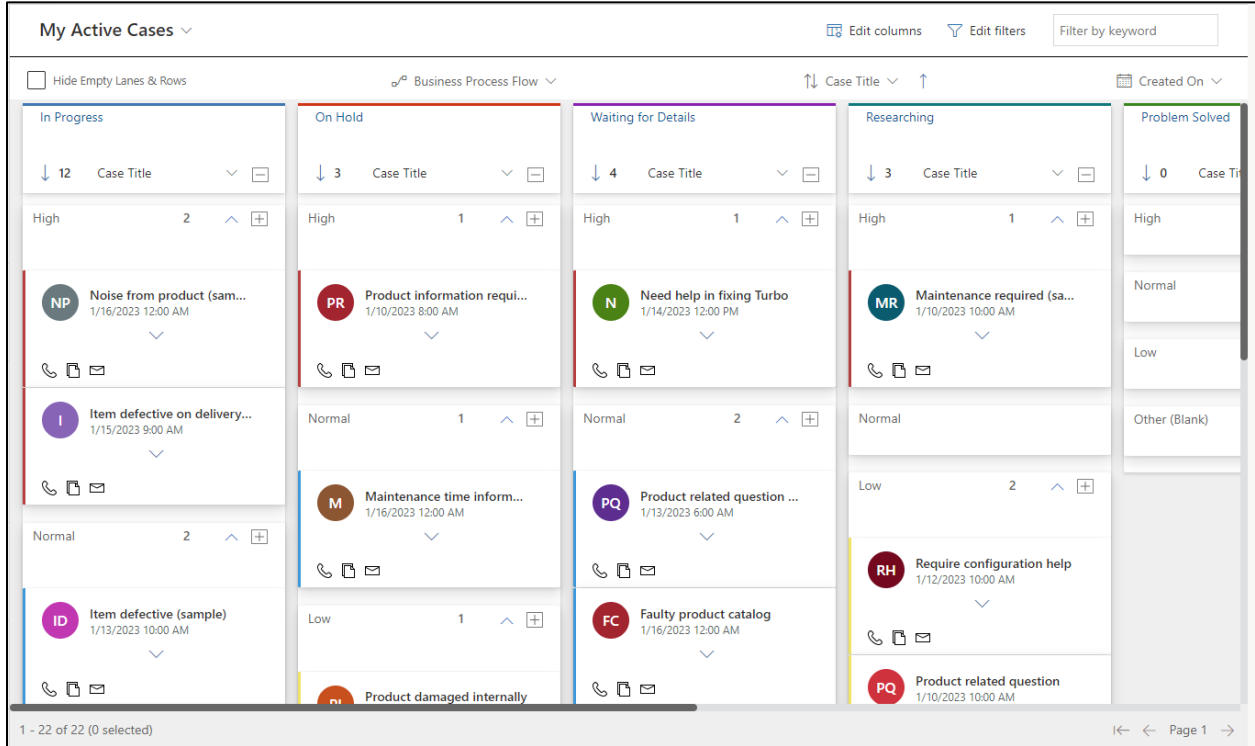 My Active Cases
Edit columns
Edit filters
Filter by keyword
Hide Empty Lanes & Rows
Business Process Flow
Case Title
Created On
In Progress
12 Case Title
High 2
NP
Noise from product (sam...
1/16/2023 12:00 AM
I
Item defective on delivery...
1/15/2023 9:00 AM
Normal 2
ID
Item defective (sample)
1/13/2023 10:00 AM
On Hold
3 Case Title
High 1
PR
Product information requi...
1/10/2023 8:00 AM
Normal 1
M
Maintenance time inform...
1/16/2023 12:00 AM
Low 1
Product damaged internally
Waiting for Details
4 Case Title
High 1
N
Need help in fixing Turbo
1/14/2023 12:00 PM
Normal 2
PQ
Product related question ...
1/13/2023 6:00 AM
FC
Faulty product catalog
1/16/2023 12:00 AM
Researching
3 Case Title
High 1
MR
Maintenance required (sa...
1/10/2023 10:00 AM
Normal
Low 2
RH
Require configuration help
1/12/2023 10:00 AM
PQ
Product related question
1/10/2023 10:00 AM
Problem Solved
0 Case Tit
High
Normal
Low
Other (Blank)
1 - 22 of 22 (0 selected)
Page 1